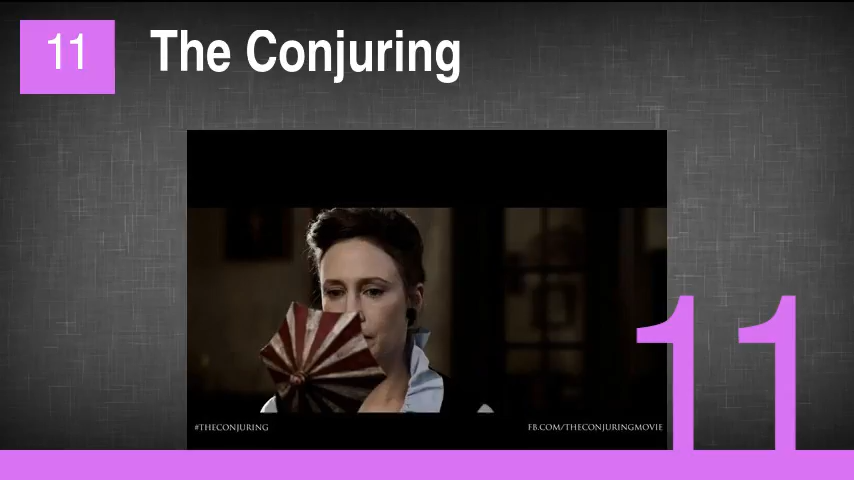 11
The Conjuring
#THECONJURING
FB.COM/THECONJURINGMOVIE
11